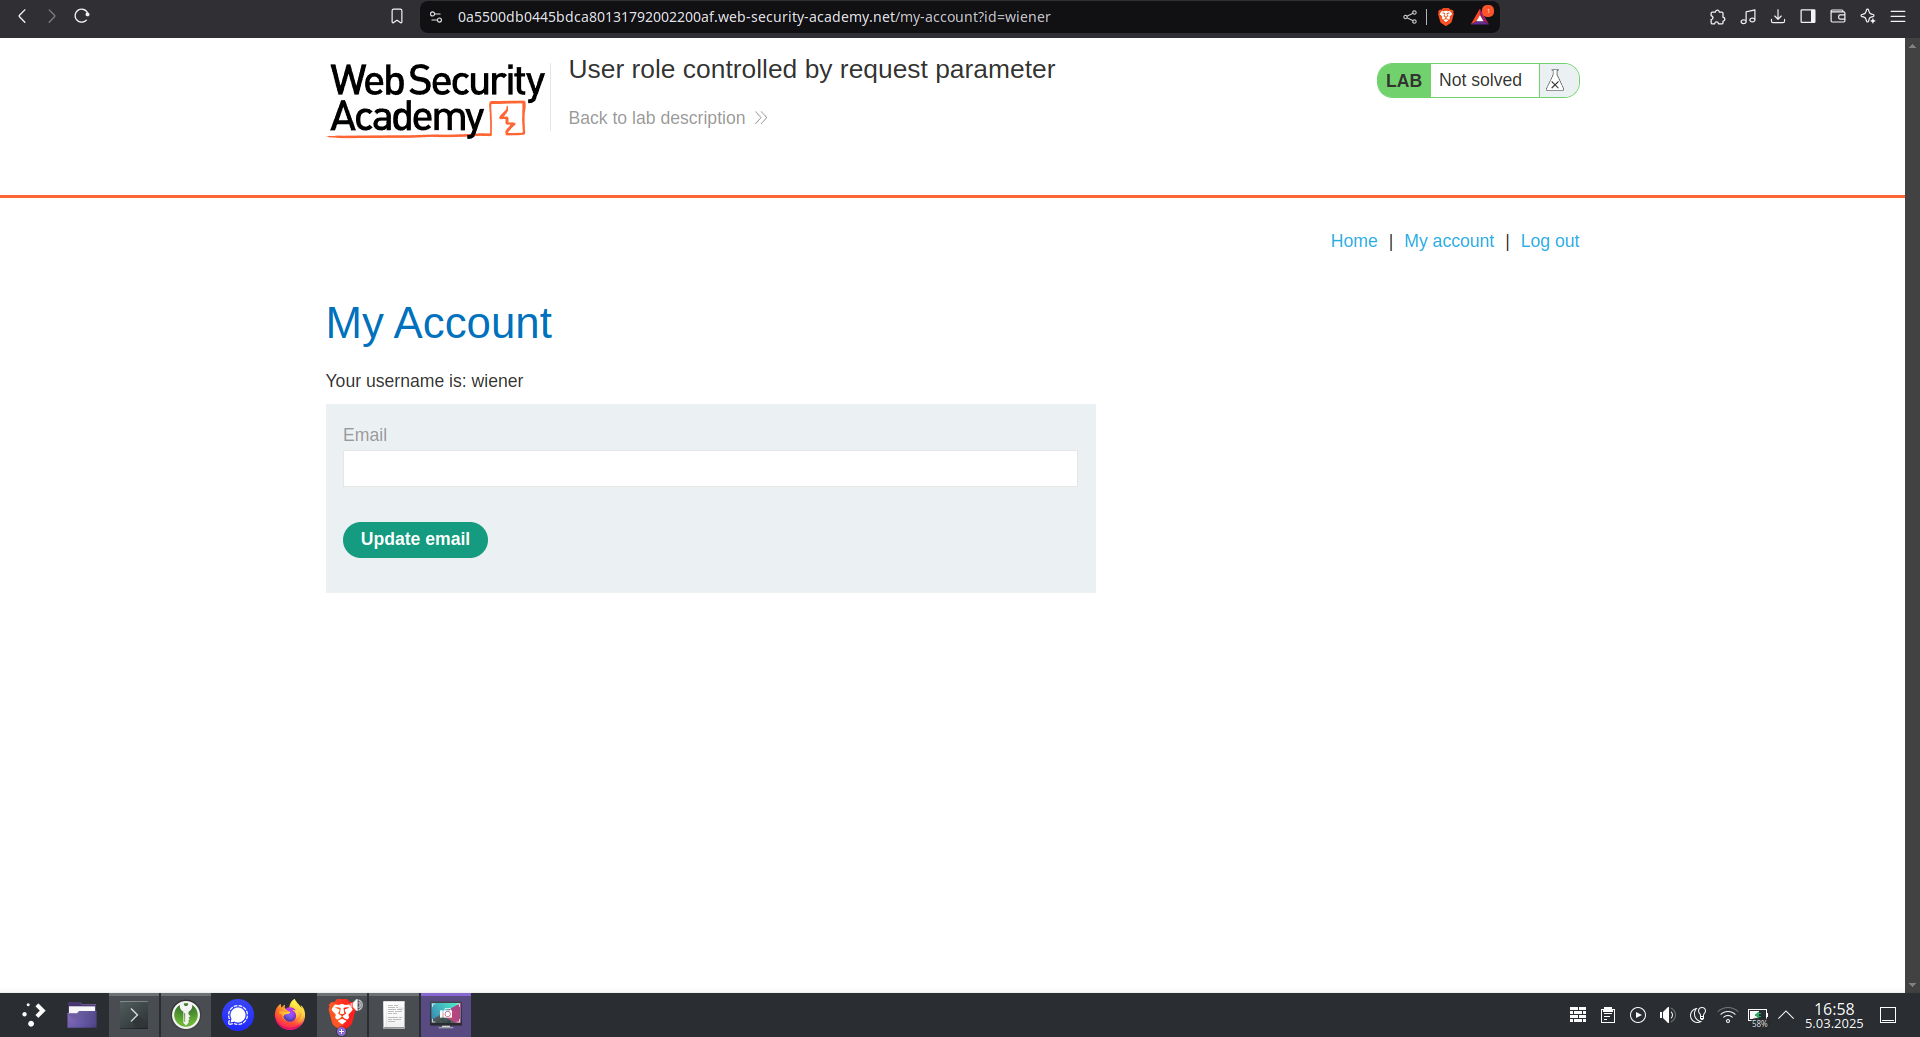 0a5500db0445bdca80131792002200af.web-security-academy.net/my-account?id=wiener
Web Security
Academy
User role controlled by request parameter
Back to lab description
LAB Not solved
Home | My account | Log out
My Account
Your username is: wiener
Email
Update email
58%
16:58
5.03.2025